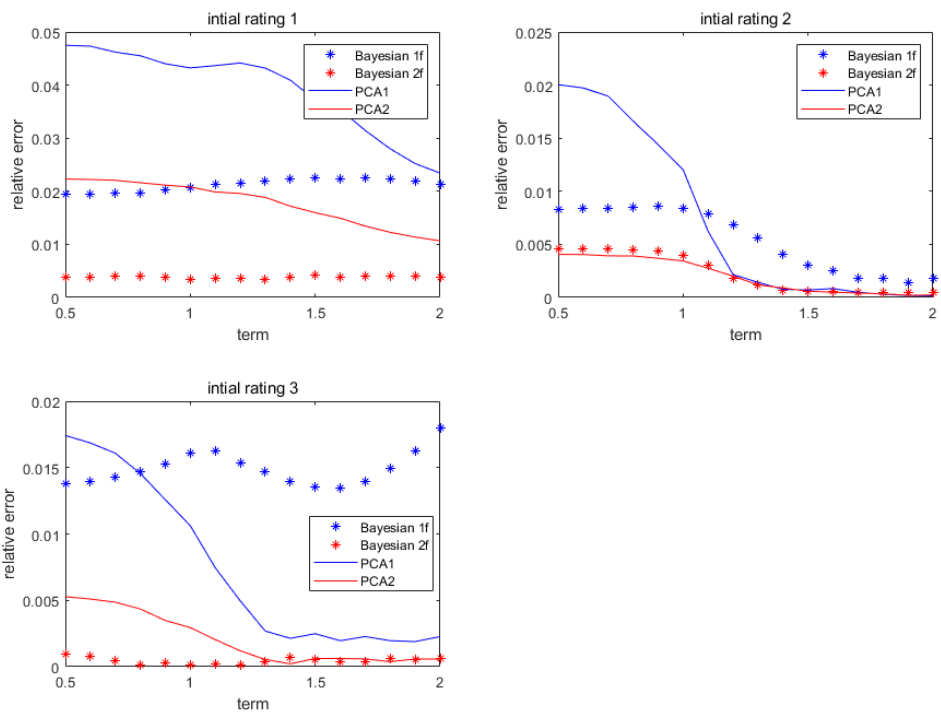 intial rating 1
0.05
0.04
0.03
0.02
0.01
0
relative error
0.5
1
1.5
2
term
Bayesian 1f
Bayesian 2f
PCA1
PCA2
intial rating 2
0.025
0.02
0.015
0.01
0.005
0
relative error
0.5
1
1.5
2
term
Bayesian 1f
Bayesian 2f
PCA1
PCA2
intial rating 3
0.02
0.015
0.01
0.005
0
relative error
0.5
1
1.5
2
term
Bayesian 1f
Bayesian 2f
PCA1
PCA2